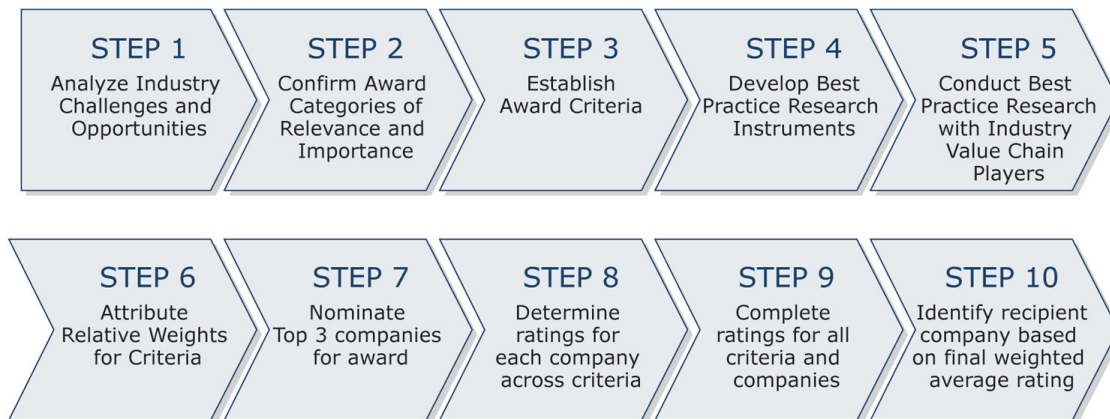 STEP 1
Analyze Industry
Challenges and
Opportunities
STEP 2
Confirm Award
Categories of
Relevance and
Importance
STEP 3
Establish
Award Criteria
STEP 4
Develop Best
Practice Research
Instruments
STEP 5
Conduct Best
Practice Research
with Industry
Value Chain
Players
STEP 6
Attribute
Relative Weights
for Criteria
STEP 7
Nominate
Top 3 companies
for award
STEP 8
Determine
ratings for
each company
across criteria
STEP 9
Complete
ratings for all
criteria and
companies
STEP 10
Identify recipient
company based
on final weighted
average rating